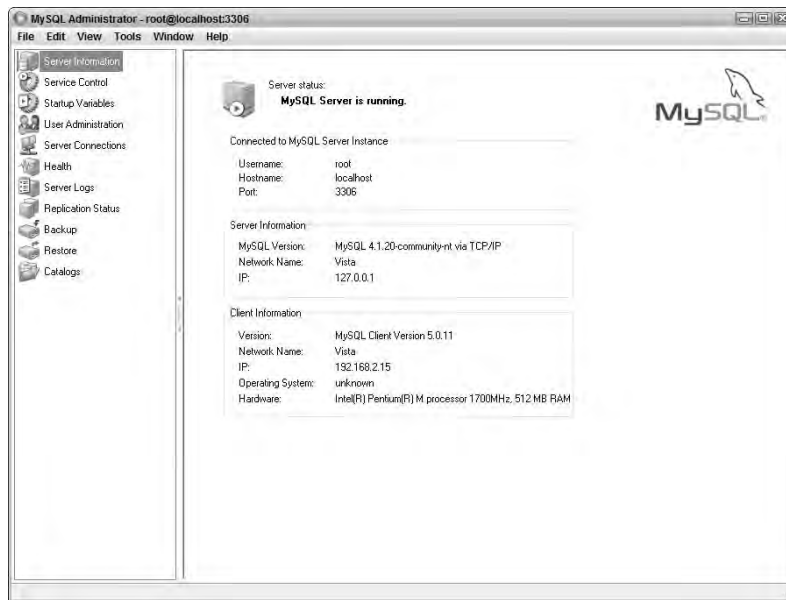 MySQL Administrator - root@localhost:3306
File Edit View Tools Window Help
Server Information
Service Control
Startup Variables
User Administration
Server Connections
Health
Server Logs
Replication Status
Backup
Restore
Catalogs
Server status:
MySQL Server is running.
MySQL®
Connected to MySQL Server Instance
Username: root
Hostname: localhost
Port: 3306
Server Information
MySQL Version: MySQL 4.1.20-community-nt via TCP/IP
Network Name: Vista
IP: 127.0.0.1
Client Information
Version: MySQL Client Version 5.0.11
Network Name: Vista
IP: 192.168.2.15
Operating System: unknown
Hardware: Intel(R) Pentium(R) M processor 1700MHz, 512 MB RAM